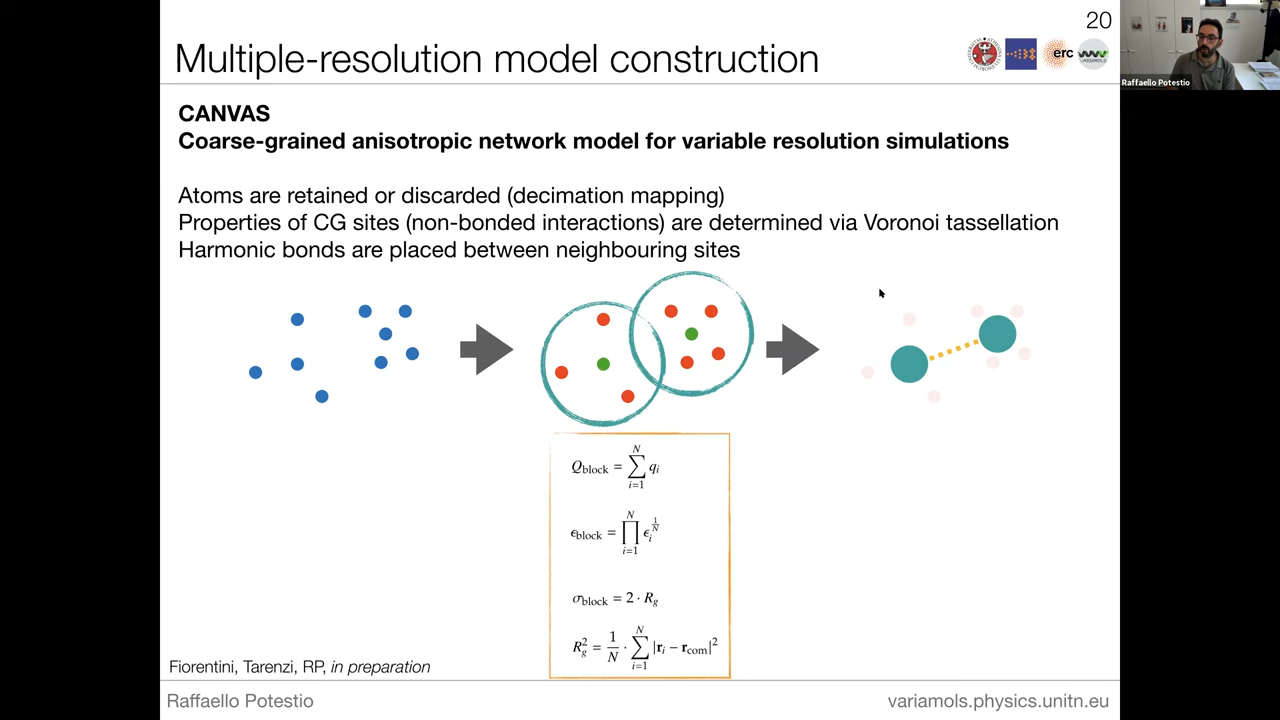 20
Multiple-resolution model construction
erc
Raffaello Potestio
CANVAS
Coarse-grained anisotropic network model for variable resolution simulations
Atoms are retained or discarded (decimation mapping)
Properties of CG sites (non-bonded interactions) are determined via Voronoi tassellation
Harmonic bonds are placed between neighbouring sites
Q_block = ∑_{i=1}^{N} q_i
ϵ_block = ∏_{i=1}^{N} ϵ_i^{1/N}
σ_block = 2 · R_g
R_g^2 = 1/N · ∑_{i=1}^{N} |r_i − r_com|^2
Fiorentini, Tarenzi, RP, in preparation
Raffaello Potestio
variamols.physics.unitn.eu